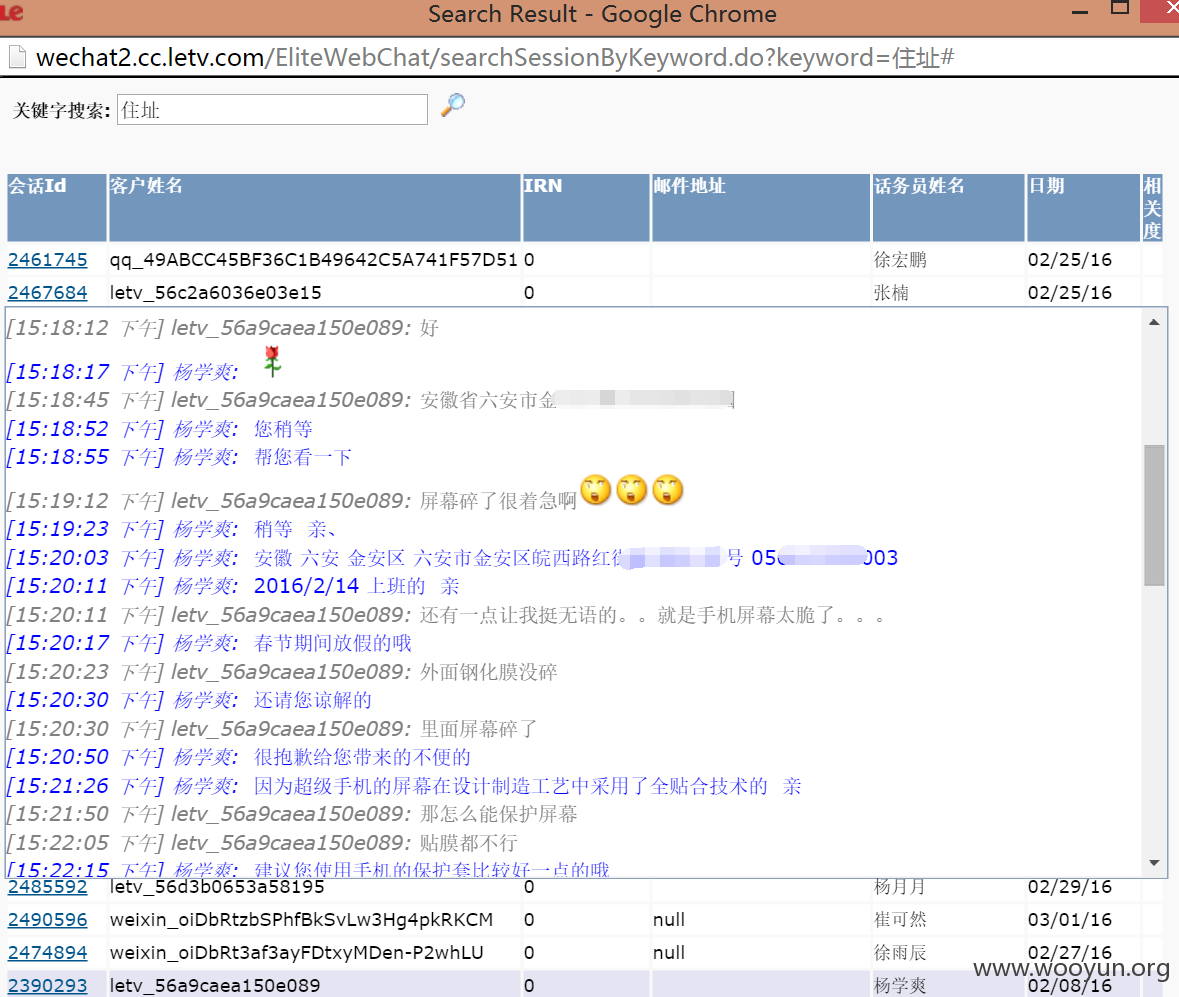 Le
Search Result - Google Chrome
wechat2.cc.letv.com/EliteWebChat/searchSessionByKeyword.do?keyword=住址#
关键字搜索: 住址
会话Id 客户姓名 IRN 邮件地址 话务员姓名 日期 相关度
2461745 qq_49ABCC45BF36C1B49642C5A741F57D51 0 徐宏鹏 02/25/16
2467684 letv_56c2a6036e03e15 0 张楠 02/25/16
[15:18:12 下午] letv_56a9caea150e089: 好
[15:18:17 下午] 杨学爽:
[15:18:45 下午] letv_56a9caea150e089: 安徽省六安市金
[15:18:52 下午] 杨学爽: 您稍等
[15:18:55 下午] 杨学爽: 帮您看一下
[15:19:12 下午] letv_56a9caea150e089: 屏幕碎了很着急啊
[15:19:23 下午] 杨学爽: 稍等 亲、
[15:20:03 下午] 杨学爽: 安徽 六安 金安区 六安市金安区皖西路红 号 05 003
[15:20:11 下午] 杨学爽: 2016/2/14 上班的 亲
[15:20:11 下午] letv_56a9caea150e089: 还有一点让我挺无语的。。就是手机屏幕太脆了。。。
[15:20:17 下午] 杨学爽: 春节期间放假的哦
[15:20:23 下午] letv_56a9caea150e089: 外面钢化膜没碎
[15:20:30 下午] 杨学爽: 还请您谅解的
[15:20:30 下午] letv_56a9caea150e089: 里面屏幕碎了
[15:20:50 下午] 杨学爽: 很抱歉给您带来的不便的
[15:21:26 下午] 杨学爽: 因为超级手机的屏幕在设计制造工艺中采用了全贴合技术的 亲
[15:21:50 下午] letv_56a9caea150e089: 那怎么能保护屏幕
[15:22:05 下午] letv_56a9caea150e089: 贴膜都不行
[15:22:15 下午] 杨学爽: 建议您使用手机的保护套比较好一点的哦
2485592 letv_56d3b0653a58195 0 杨月月 02/29/16
2490596 weixin_oiDbRtzbSPhfBkSvLw3Hg4pkRKCM 0 null 崔可然 03/01/16
2474894 weixin_oiDbRt3af3ayFDtxyMDen-P2whLU 0 null 徐雨辰 02/27/16
2390293 letv_56a9caea150e089 0 杨学爽 02/08/16
www.wooyun.org